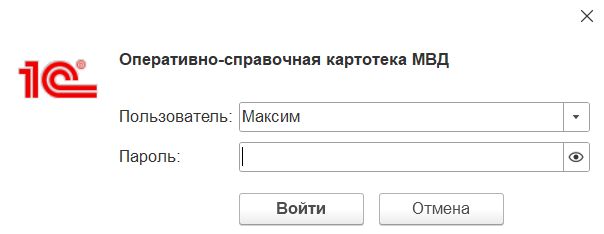 Оперативно-справочная картотека МВД
1С®
Пользователь: Максим
Пароль:
Войти Отмена